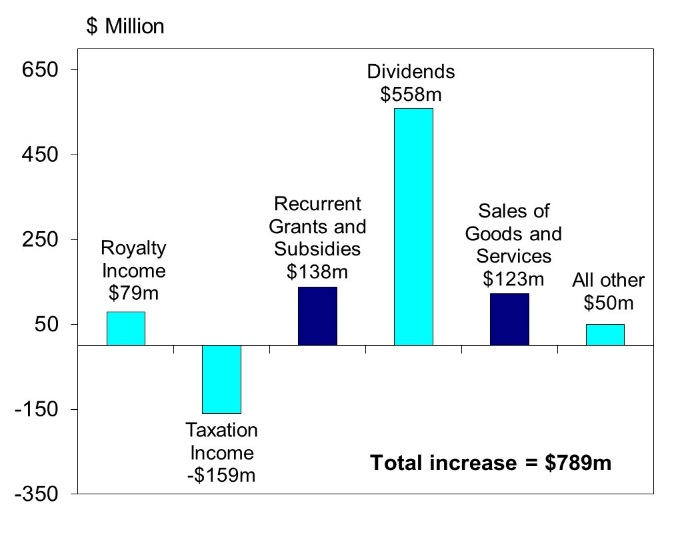 $ Million
650
450
250
50
-150
-350
Royalty
Income
$79m
Taxation
Income
-$159m
Recurrent
Grants and
Subsidies
$138m
Dividends
$558m
Sales of
Goods and
Services
$123m
All other
$50m
Total increase = $789m